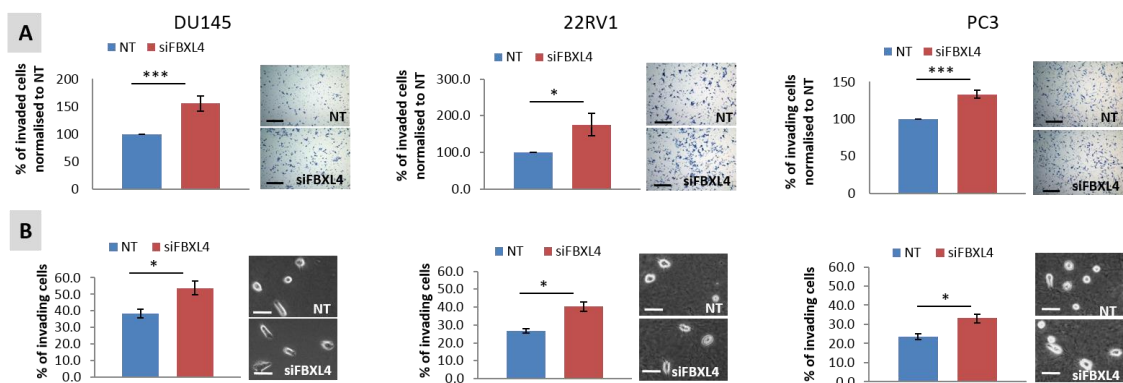 DU145
22RV1
PC3
A
NT siFBXL4
% of invaded cells
normalised to NT
200
150
100
50
0
***
NT
siFBXL4
NT siFBXL4
% of invaded cells
normalised to NT
300.0
200.0
100.0
0.0
*
NT
siFBXL4
NT siFBXL4
% of invading cells
normalised to NT
150
100
50
0
***
NT
siFBXL4
B
NT siFBXL4
% of invading cells
60.0
50.0
40.0
30.0
20.0
10.0
0.0
*
NT
siFBXL4
NT siFBXL4
% of invading cells
60.0
50.0
40.0
30.0
20.0
10.0
0.0
*
NT
siFBXL4
NT siFBXL4
% of invading cells
60.0
50.0
40.0
30.0
20.0
10.0
0.0
*
NT
siFBXL4